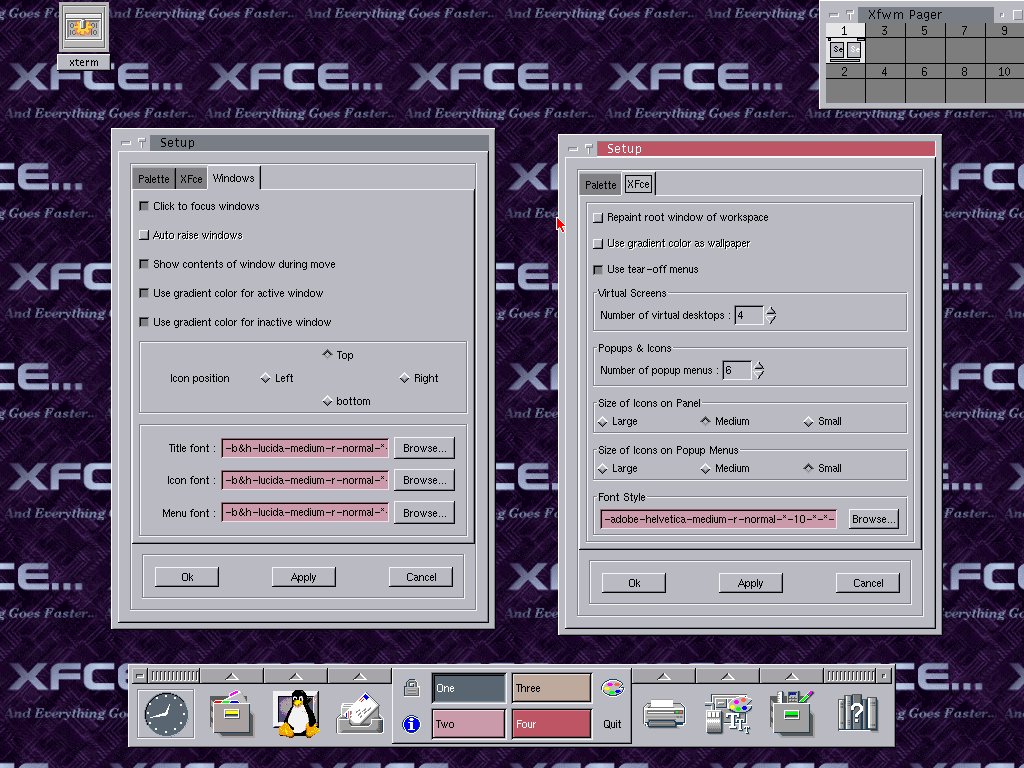 And Everything Goes Faster...
XFCE...
xterm
Xfwm Pager
1 3 5 7 9
2 4 6 8 10
Setup
Palette XFce Windows
Click to focus windows
Auto raise windows
Show contents of window during move
Use gradient color for active window
Use gradient color for inactive window
Top
Icon position Left Right
bottom
Title font : -b&h-lucida-medium-r-normal-*- Browse...
Icon font : -b&h-lucida-medium-r-normal-*- Browse...
Menu font : -b&h-lucida-medium-r-normal-*- Browse...
Ok Apply Cancel
Setup
Palette XFce
Repaint root window of workspace
Use gradient color as wallpaper
Use tear-off menus
Virtual Screens
Number of virtual desktops : 4
Popups & Icons
Number of popup menus : 6
Size of Icons on Panel
Large Medium Small
Size of Icons on Popup Menus
Large Medium Small
Font Style
-adobe-helvetica-medium-r-normal-*-10-*-*- Browse...
Ok Apply Cancel
One Three
Two Four Quit